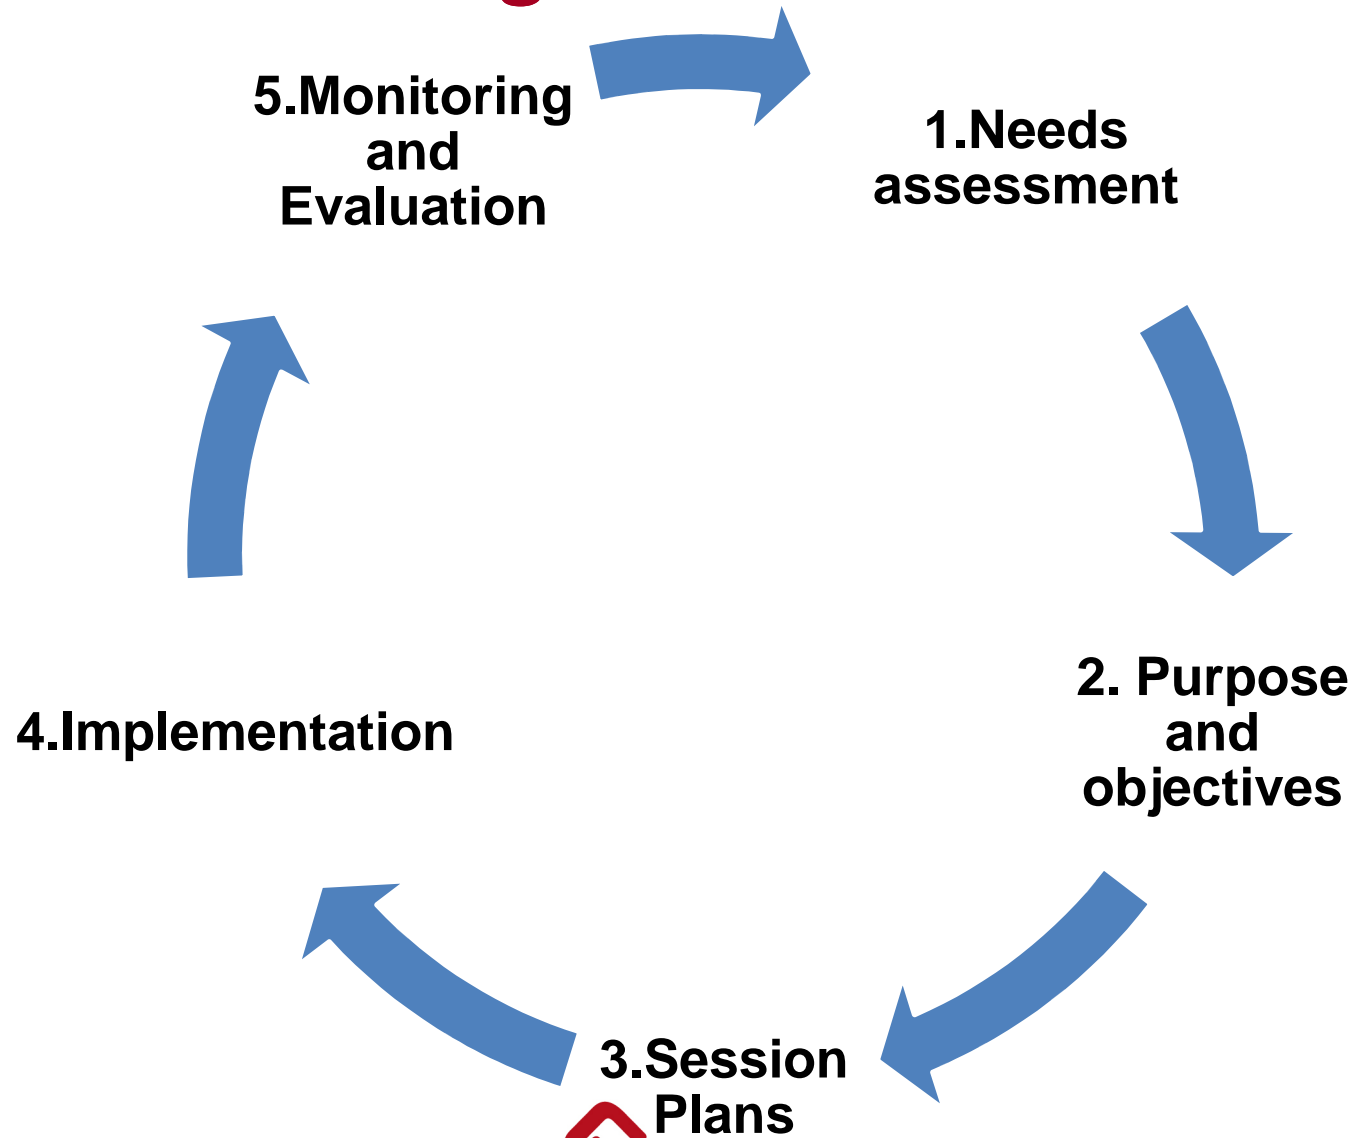 1.Needs
assessment
2. Purpose
and
objectives
3.Session
Plans
4.Implementation
5.Monitoring
and
Evaluation